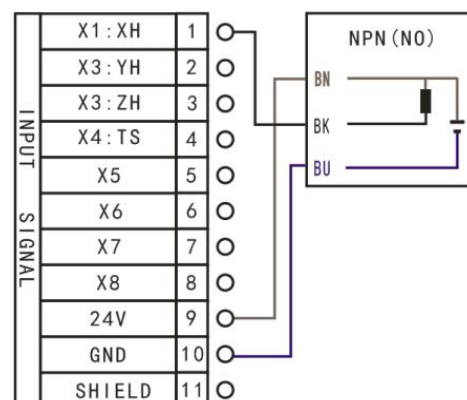 INPUT SIGNAL
X1:XH 1
X3:YH 2
X3:ZH 3
X4:TS 4
X5 5
X6 6
X7 7
X8 8
24V 9
GND 10
SHIELD 11
NPN(NO)
BN
BK
BU